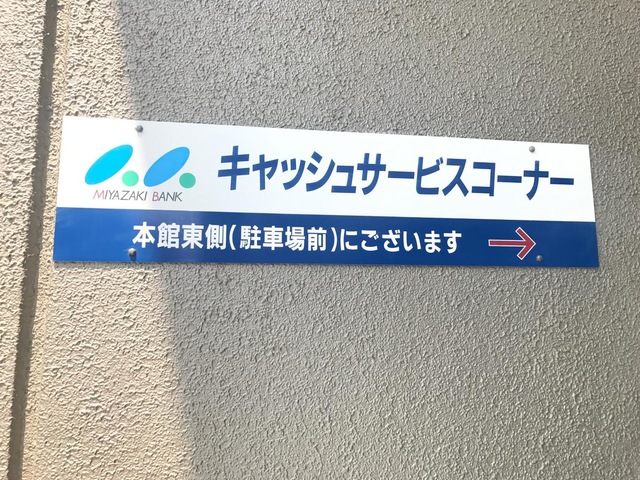 MIYAZAKI BANK
キャッシュサービスコーナー
本館東側(駐車場前)にございます →